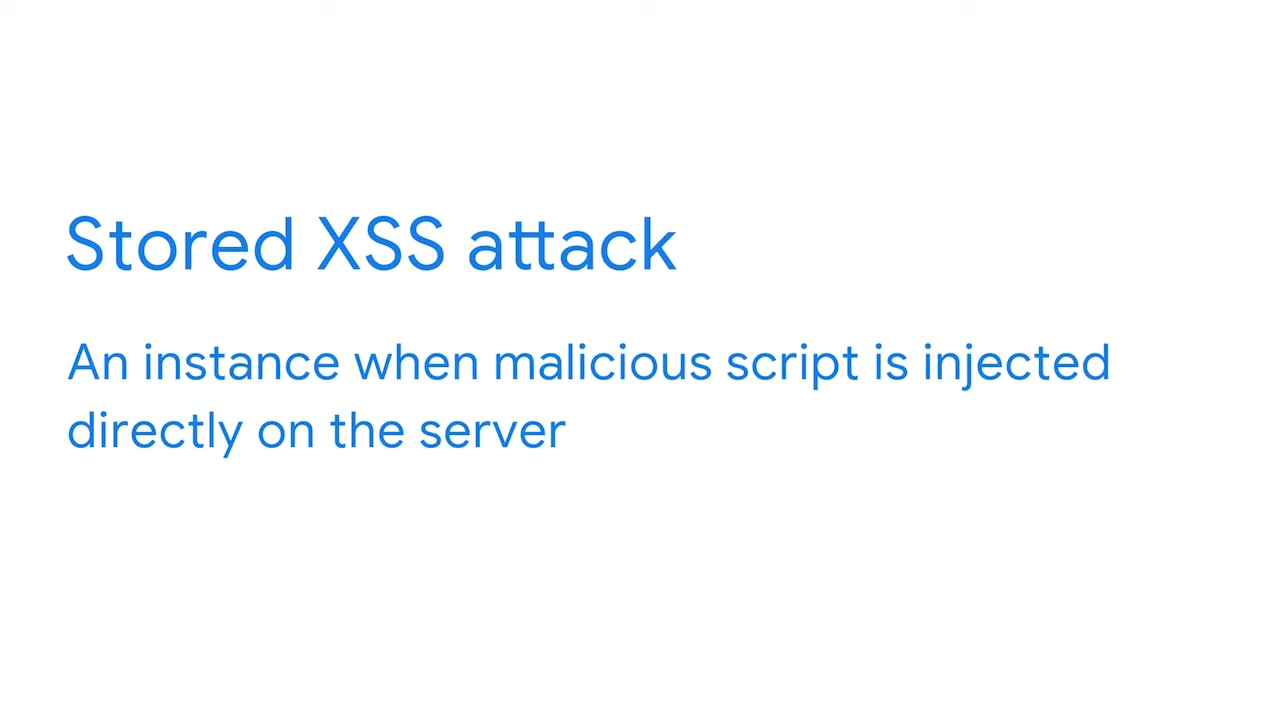 Stored XSS attack
An instance when malicious script is injected
directly on the server